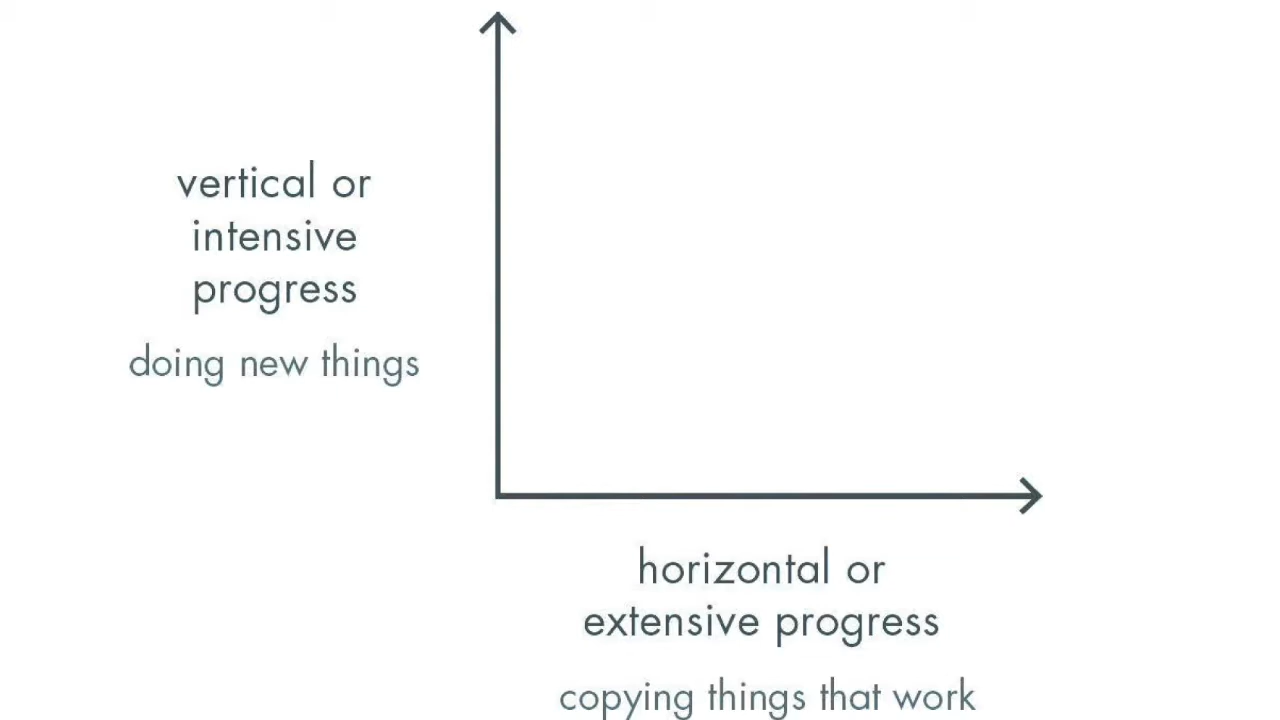 vertical or
intensive
progress
doing new things
horizontal or
extensive progress
copying things that work